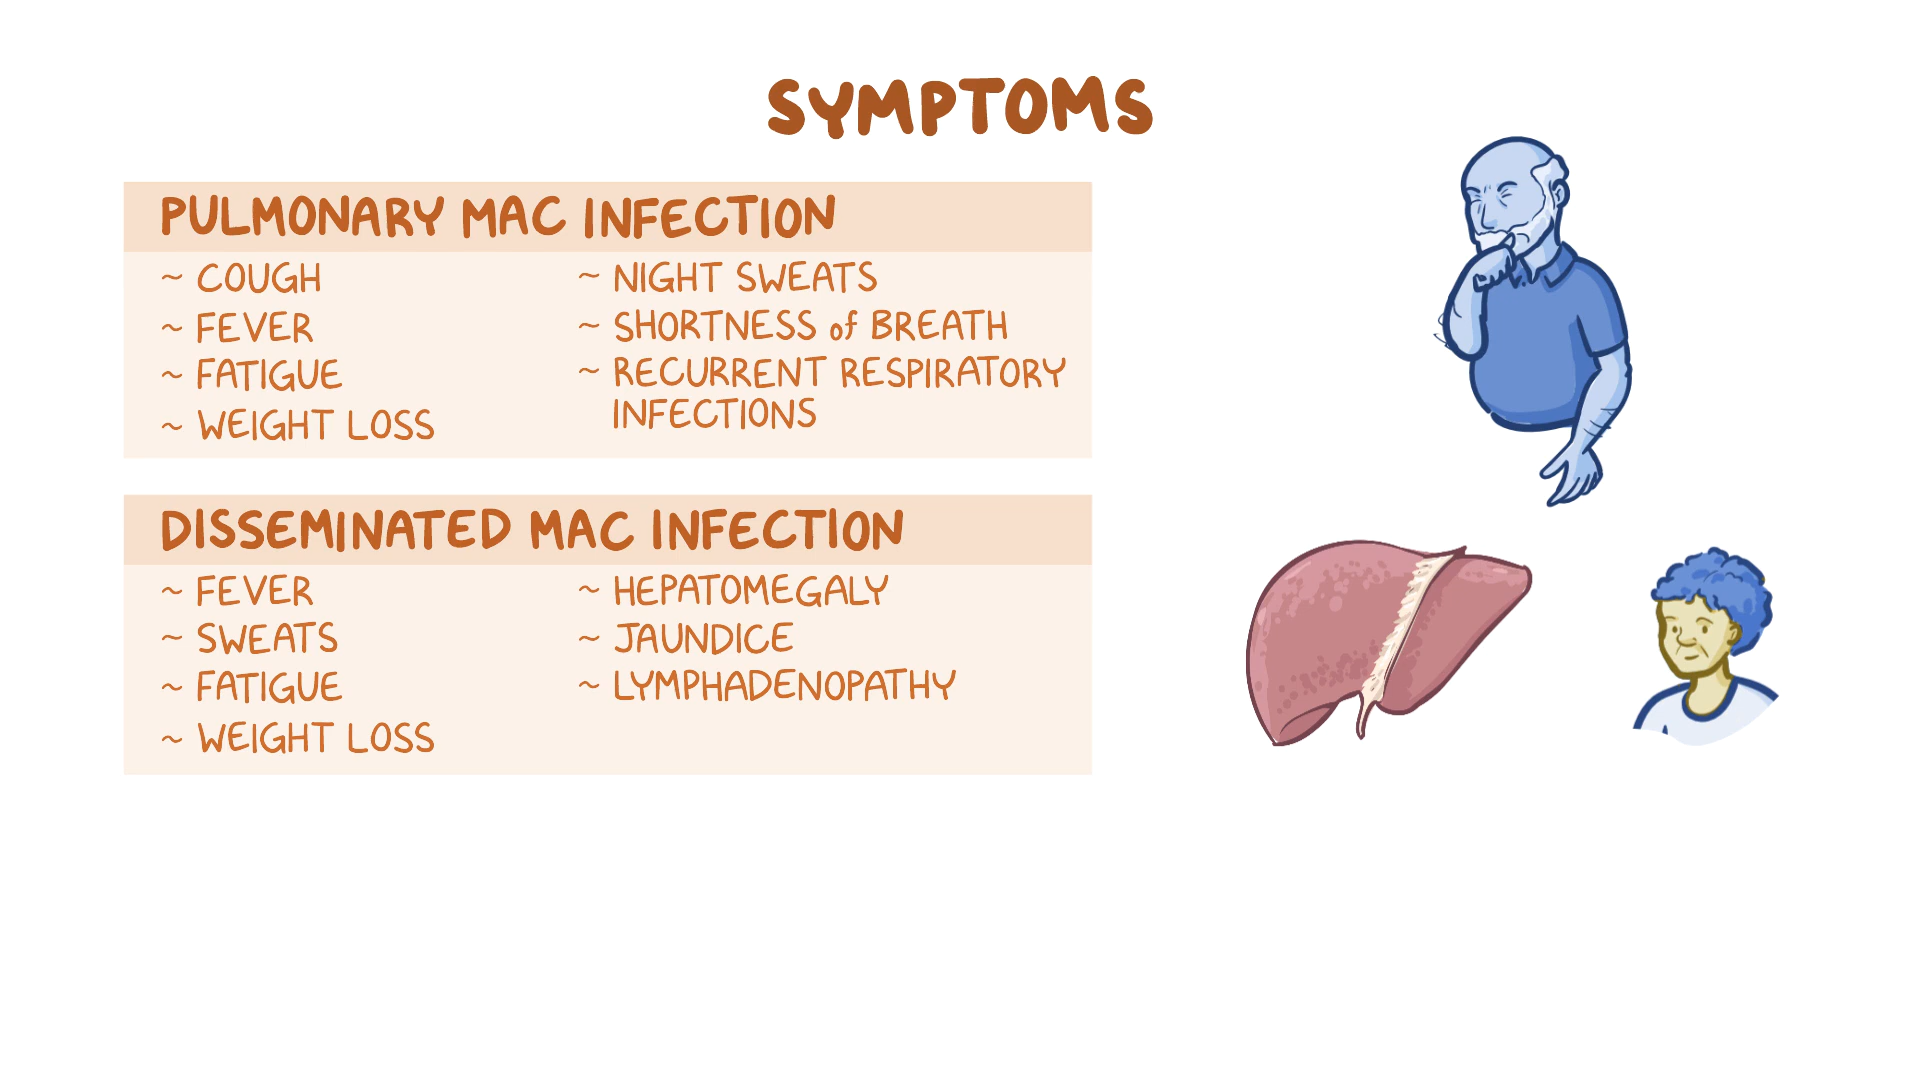 SYMPTOMS
PULMONARY MAC INFECTION
~ COUGH
~ FEVER
~ FATIGUE
~ WEIGHT LOSS
~ NIGHT SWEATS
~ SHORTNESS of BREATH
~ RECURRENT RESPIRATORY
INFECTIONS
DISSEMINATED MAC INFECTION
~ FEVER
~ SWEATS
~ FATIGUE
~ WEIGHT LOSS
~ HEPATOMEGALY
~ JAUNDICE
~ LYMPHADENOPATHY